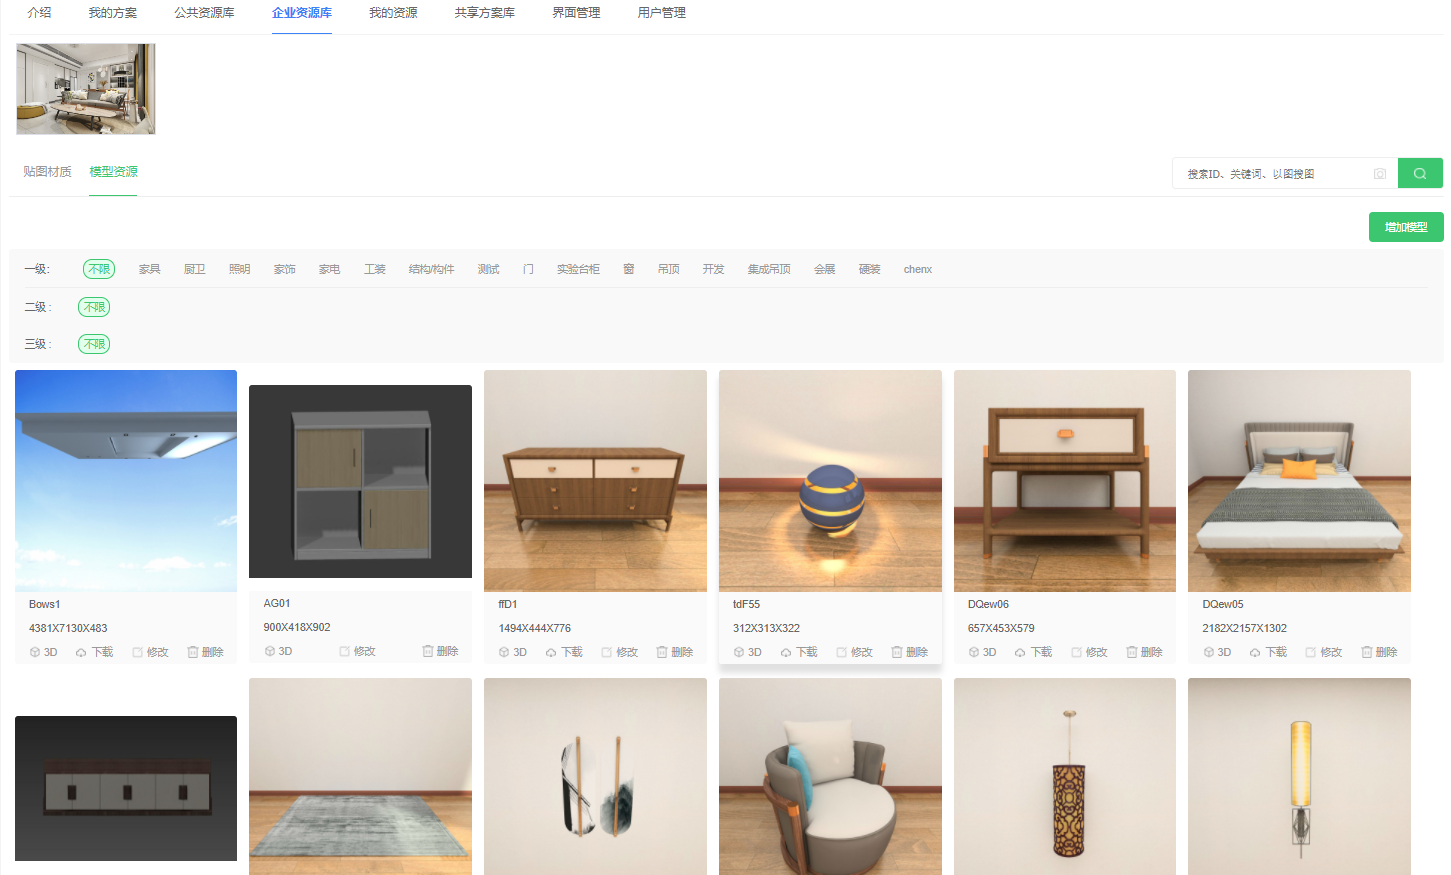 介绍 我的方案 公共资源库 企业资源库 我的资源 共享方案库 界面管理 用户管理
贴图材质 模型资源 搜索ID、关键词、以图搜图
增加模型
一级: 不限 家具 厨卫 照明 家饰 家电 工装 结构/构件 测试 门 实验台柜 窗 吊顶 开发 集成吊顶 会展 硬装 chenx
二级: 不限
三级: 不限
Bows1 AG01 ffD1 tdF55 DQew06 DQew05
4381X7130X483 900X418X902 1494X444X776 312X313X322 657X453X579 2182X2157X1302
3D 下载 修改 删除 3D 修改 删除 3D 下载 修改 删除 3D 下载 修改 删除 3D 下载 修改 删除 3D 下载 修改 删除